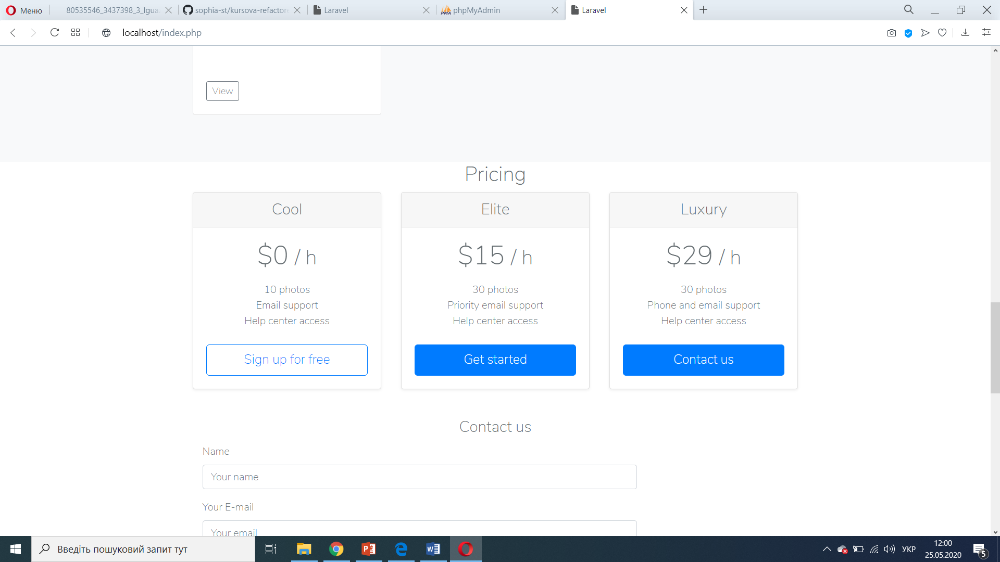 Меню
80535546_3437398_3_Igua
sophia-st/kursova-refactore
Laravel
phpMyAdmin
Laravel
localhost/index.php
View
Pricing
Cool
$0 / h
10 photos
Email support
Help center access
Sign up for free
Elite
$15 / h
30 photos
Priority email support
Help center access
Get started
Luxury
$29 / h
30 photos
Phone and email support
Help center access
Contact us
Contact us
Name
Your name
Your E-mail
Your email
Введіть пошуковий запит тут
УКР
12:00
25.05.2020
5